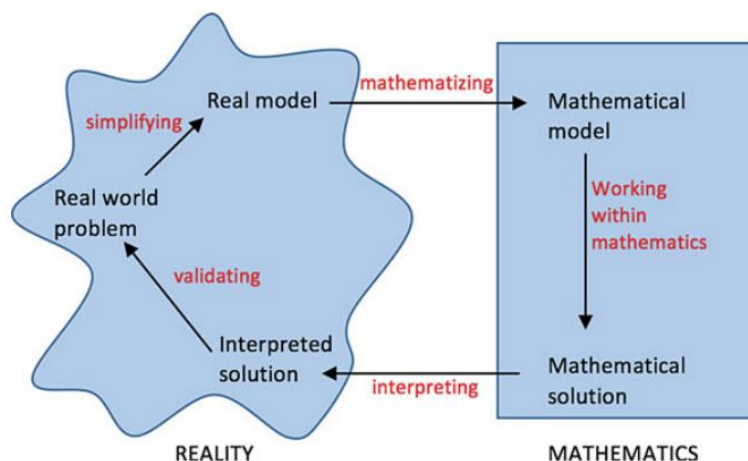 Real model
mathematizing
Mathematical
model
simplifying
Real world
problem
Working
within
mathematics
validating
Interpreted
solution
interpreting
Mathematical
solution
REALITY
MATHEMATICS